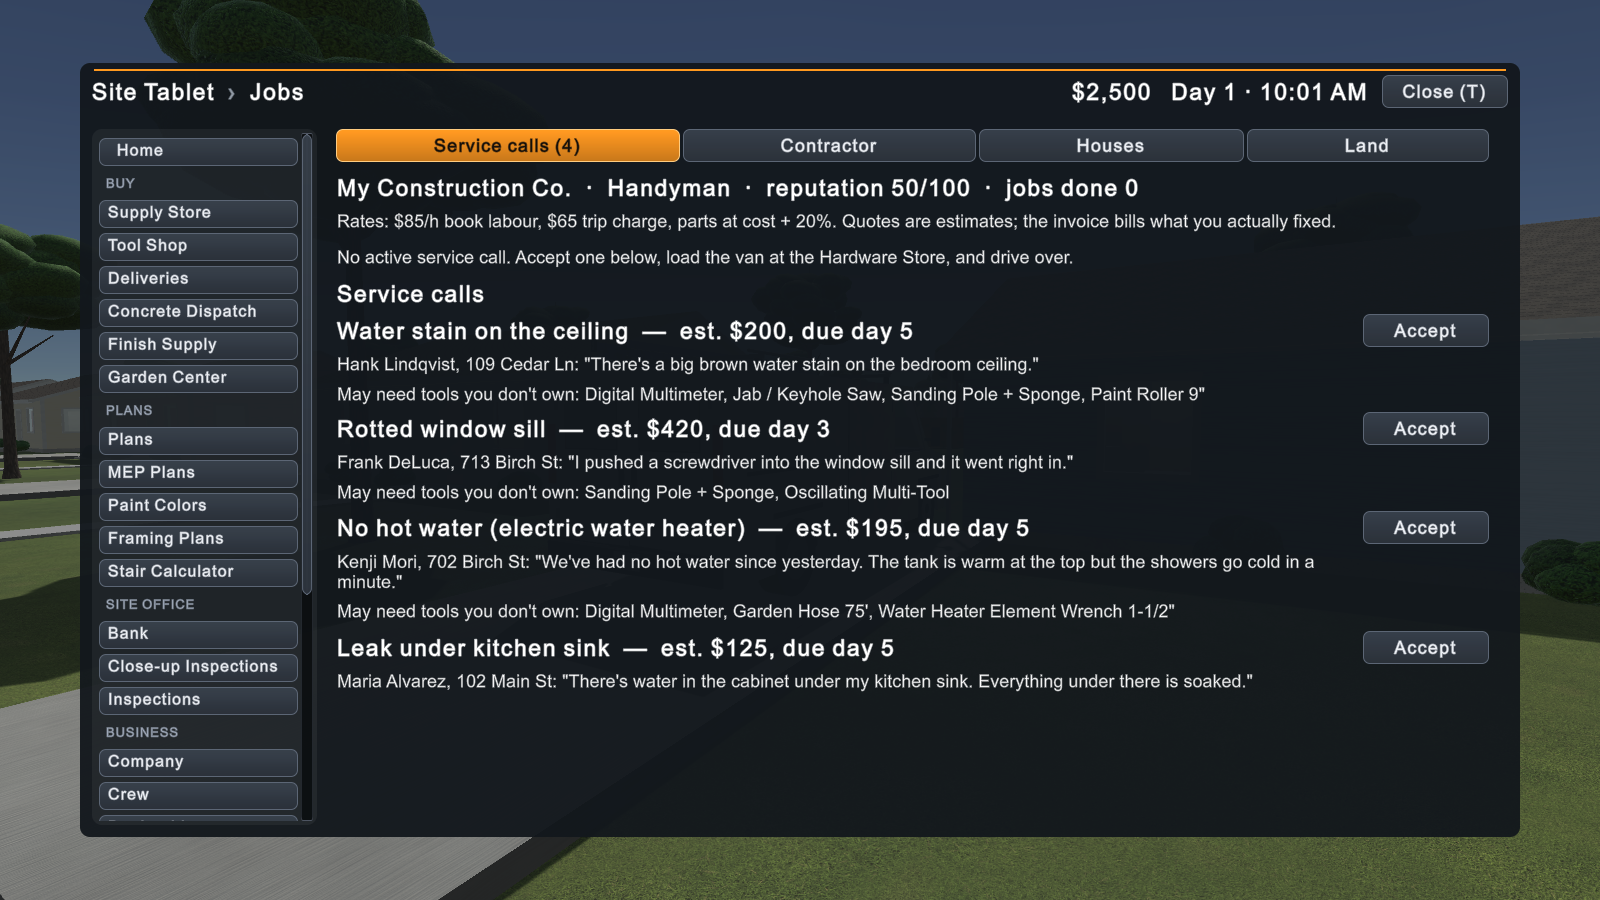 Site Tablet › Jobs
$2,500 Day 1 · 10:01 AM Close (T)
Home
BUY
Supply Store
Tool Shop
Deliveries
Concrete Dispatch
Finish Supply
Garden Center
PLANS
Plans
MEP Plans
Paint Colors
Framing Plans
Stair Calculator
SITE OFFICE
Bank
Close-up Inspections
Inspections
BUSINESS
Company
Crew
Service calls (4)
Contractor
Houses
Land
My Construction Co. · Handyman · reputation 50/100 · jobs done 0
Rates: $85/h book labour, $65 trip charge, parts at cost + 20%. Quotes are estimates; the invoice bills what you actually fixed.
No active service call. Accept one below, load the van at the Hardware Store, and drive over.
Service calls
Water stain on the ceiling — est. $200, due day 5
Accept
Hank Lindqvist, 109 Cedar Ln: "There's a big brown water stain on the bedroom ceiling."
May need tools you don't own: Digital Multimeter, Jab / Keyhole Saw, Sanding Pole + Sponge, Paint Roller 9"
Rotted window sill — est. $420, due day 3
Accept
Frank DeLuca, 713 Birch St: "I pushed a screwdriver into the window sill and it went right in."
May need tools you don't own: Sanding Pole + Sponge, Oscillating Multi-Tool
No hot water (electric water heater) — est. $195, due day 5
Accept
Kenji Mori, 702 Birch St: "We've had no hot water since yesterday. The tank is warm at the top but the showers go cold in a
minute."
May need tools you don't own: Digital Multimeter, Garden Hose 75', Water Heater Element Wrench 1-1/2"
Leak under kitchen sink — est. $125, due day 5
Accept
Maria Alvarez, 102 Main St: "There's water in the cabinet under my kitchen sink. Everything under there is soaked."